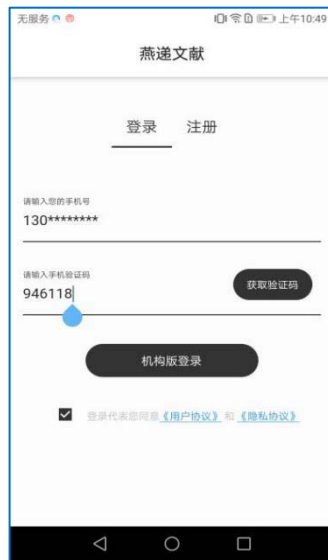 无服务 上午10:49
燕递文献
登录 注册
请输入您的手机号
130********
请输入手机验证码
946118
获取验证码
机构版登录
登录代表您同意《用户协议》和《隐私协议》